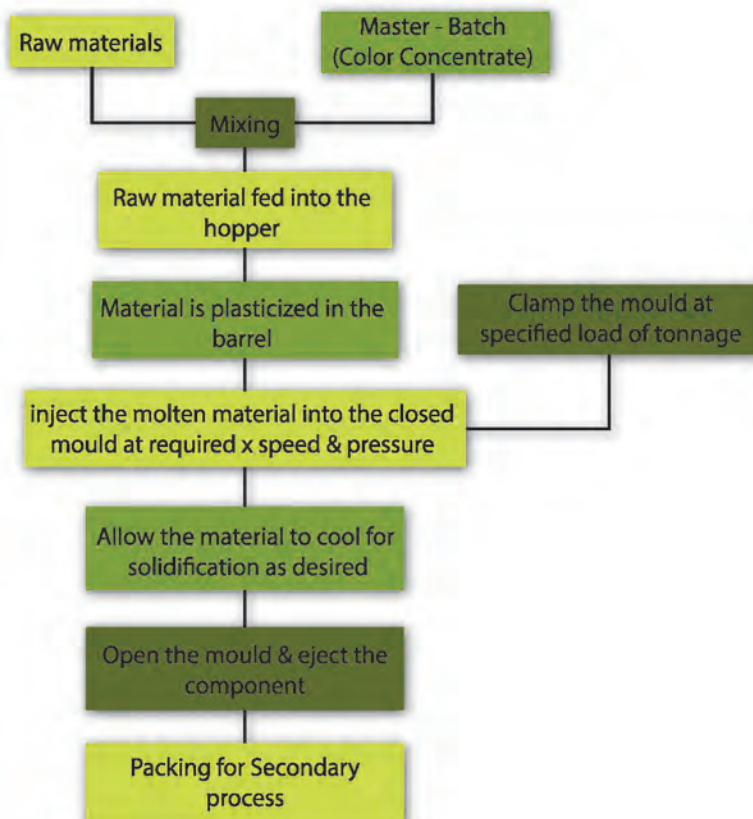 Raw materials
Master - Batch
(Color Concentrate)
Mixing
Raw material fed into the
hopper
Material is plasticized in the
barrel
Clamp the mould at
specified load of tonnage
inject the molten material into the closed
mould at required x speed & pressure
Allow the material to cool for
solidification as desired
Open the mould & eject the
component
Packing for Secondary
process